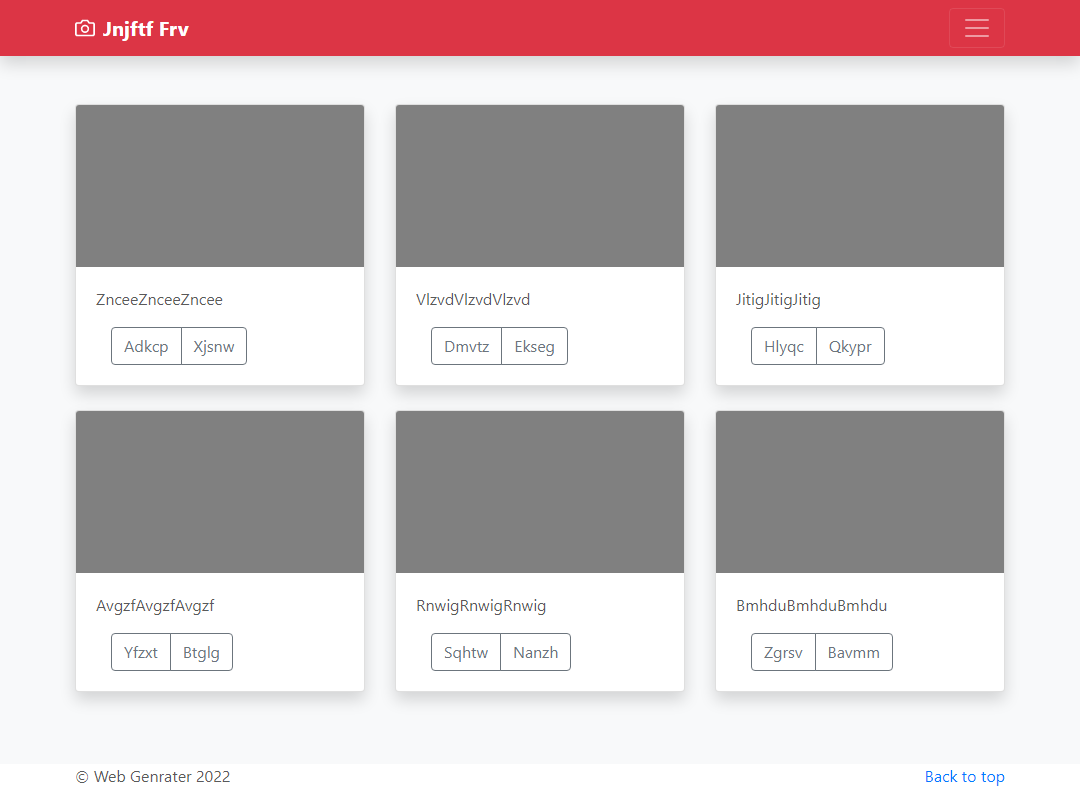 Jnjftf Frv
ZnceeZnceeZncee
Adkcp Xjsnw
VlzvdVlzvdVlzvd
Dmvtz Ekseg
JitigJitigJitig
Hlyqc Qkypr
AvgzfAvgzfAvgzf
Yfzxt Btglg
RnwigRnwigRnwig
Sqhtw Nanzh
BmhduBmhduBmhdu
Zgrsv Bavmm
© Web Genrater 2022
Back to top